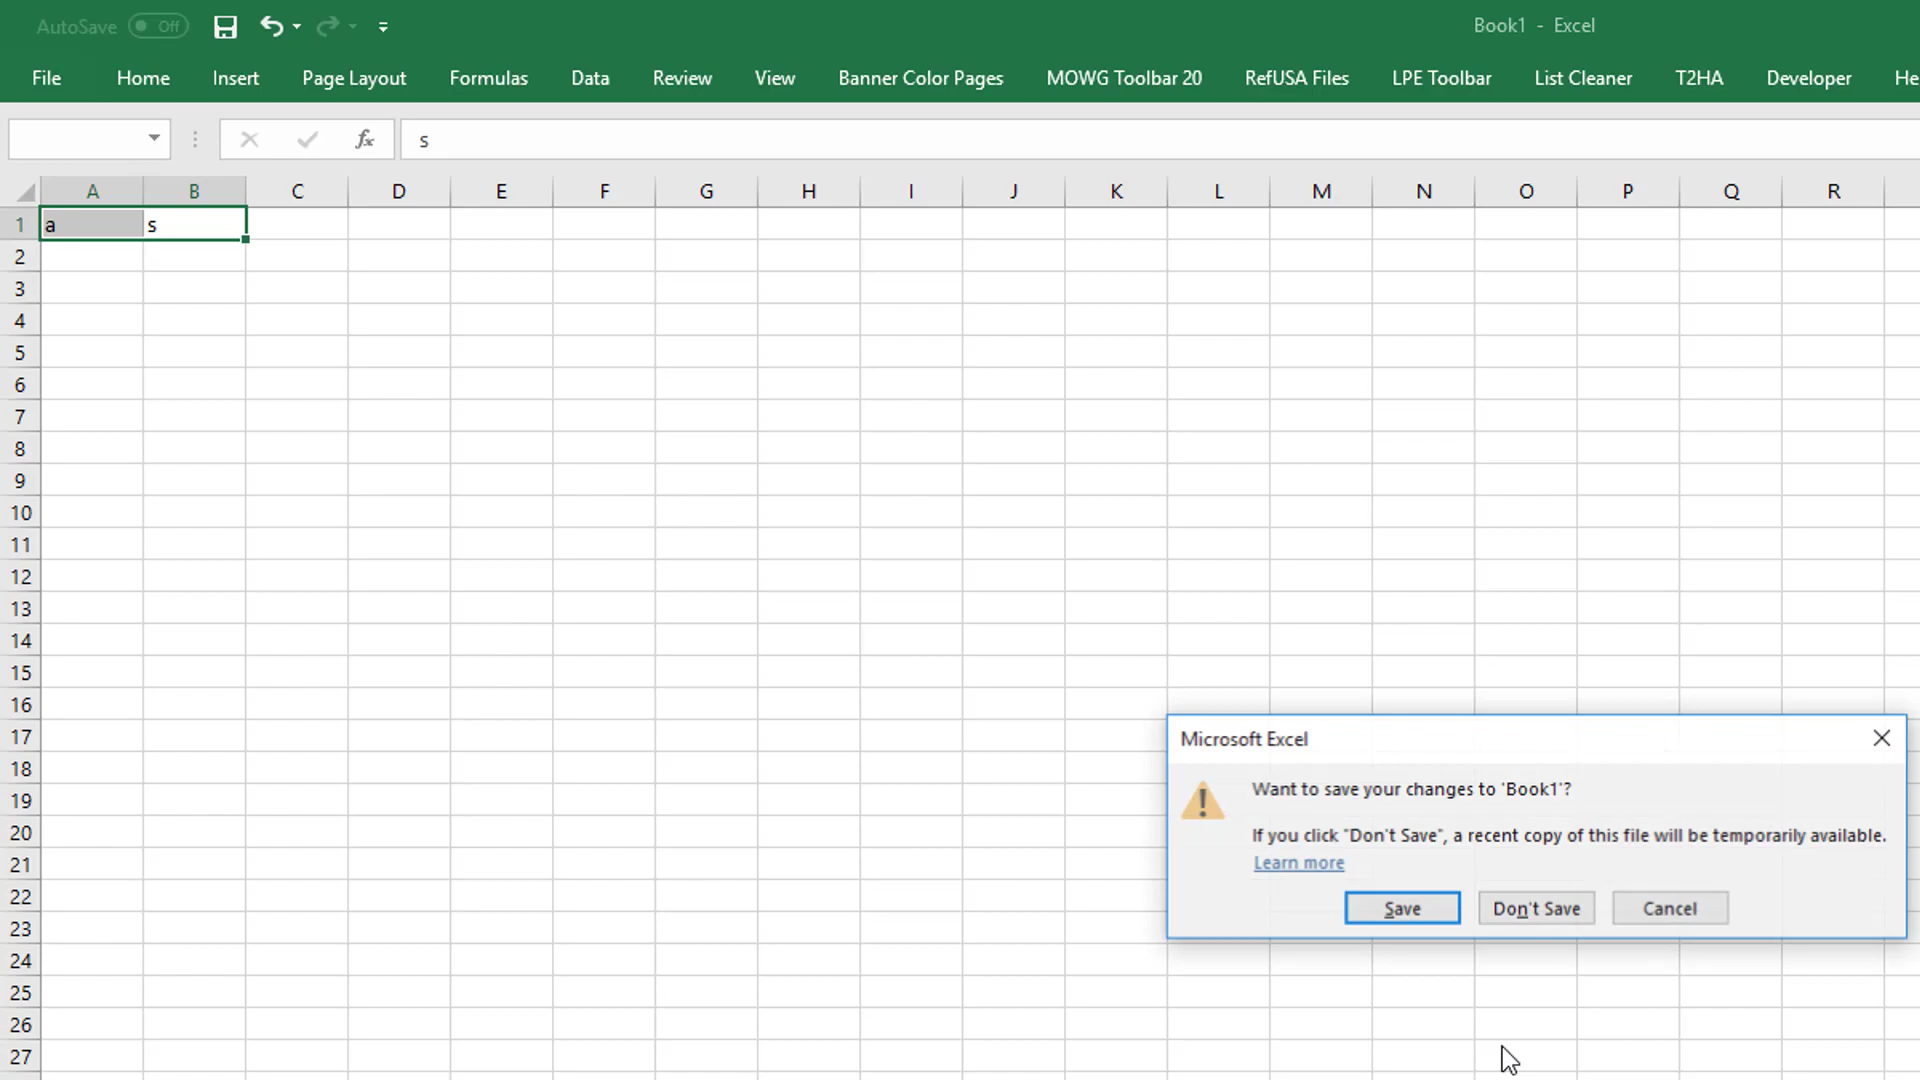 AutoSave Off Book1 - Excel
File Home Insert Page Layout Formulas Data Review View Banner Color Pages MOWG Toolbar 20 RefUSA Files LPE Toolbar List Cleaner T2HA Developer He
fx s
A B C D E F G H I J K L M N O P Q R
1 a s
2
3
4
5
6
7
8
9
10
11
12
13
14
15
16
17
18
19
20
21
22
23
24
25
26
27
Microsoft Excel
Want to save your changes to 'Book1'?
If you click "Don't Save", a recent copy of this file will be temporarily available.
Learn more
Save Don't Save Cancel